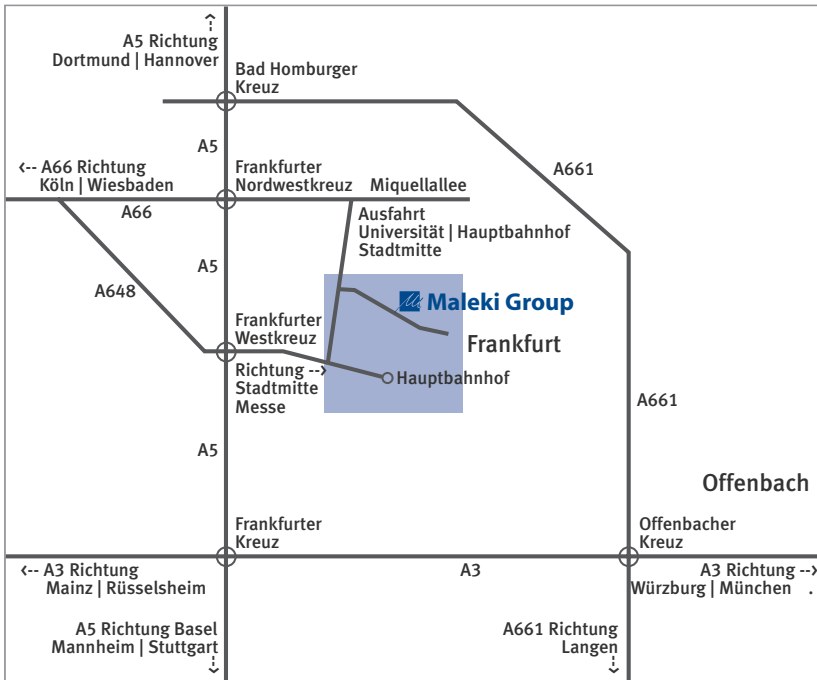 A5 Richtung
Dortmund | Hannover
Bad Homburger
Kreuz
A5
A661
<-- A66 Richtung
Köln | Wiesbaden
Frankfurter
Nordwestkreuz
Miquellallee
A66
Ausfahrt
Universität | Hauptbahnhof
Stadtmitte
A5
A648
Maleki Group
Frankfurter
Westkreuz
Frankfurt
Richtung -->
Stadtmitte
Messe
Hauptbahnhof
A661
A5
Offenbach
Frankfurter
Kreuz
Offenbacher
Kreuz
<-- A3 Richtung
Mainz | Rüsselsheim
A3
A3 Richtung -->
Würzburg | München .
A5 Richtung Basel
Mannheim | Stuttgart
A661 Richtung
Langen